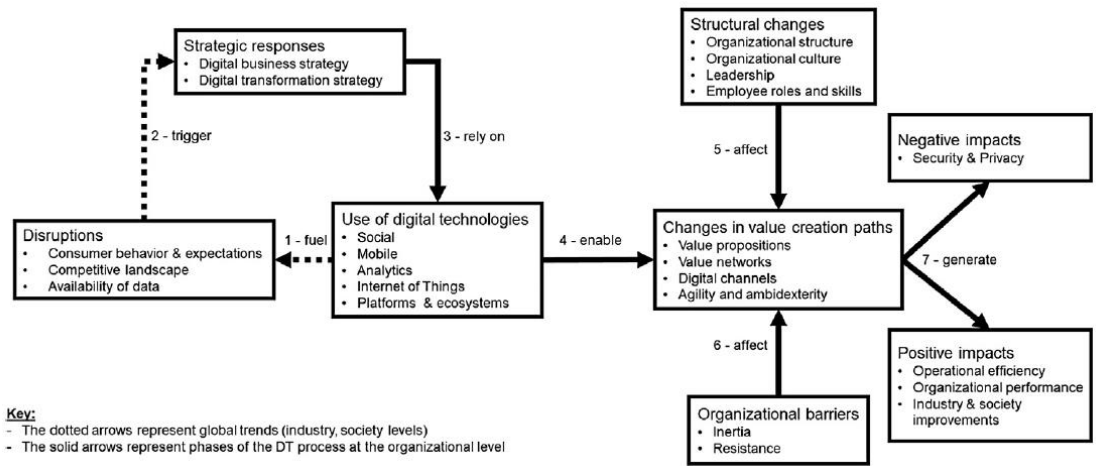 Strategic responses
• Digital business strategy
• Digital transformation strategy
2 - trigger
3 - rely on
Disruptions
• Consumer behavior & expectations
• Competitive landscape
• Availability of data
1 - fuel
Use of digital technologies
• Social
• Mobile
• Analytics
• Internet of Things
• Platforms & ecosystems
4 - enable
Structural changes
• Organizational structure
• Organizational culture
• Leadership
• Employee roles and skills
5 - affect
Changes in value creation paths
• Value propositions
• Value networks
• Digital channels
• Agility and ambidexterity
6 - affect
Organizational barriers
• Inertia
• Resistance
7 - generate
Negative impacts
• Security & Privacy
Positive impacts
• Operational efficiency
• Organizational performance
• Industry & society
improvements
Key:
- The dotted arrows represent global trends (industry, society levels)
- The solid arrows represent phases of the DT process at the organizational level